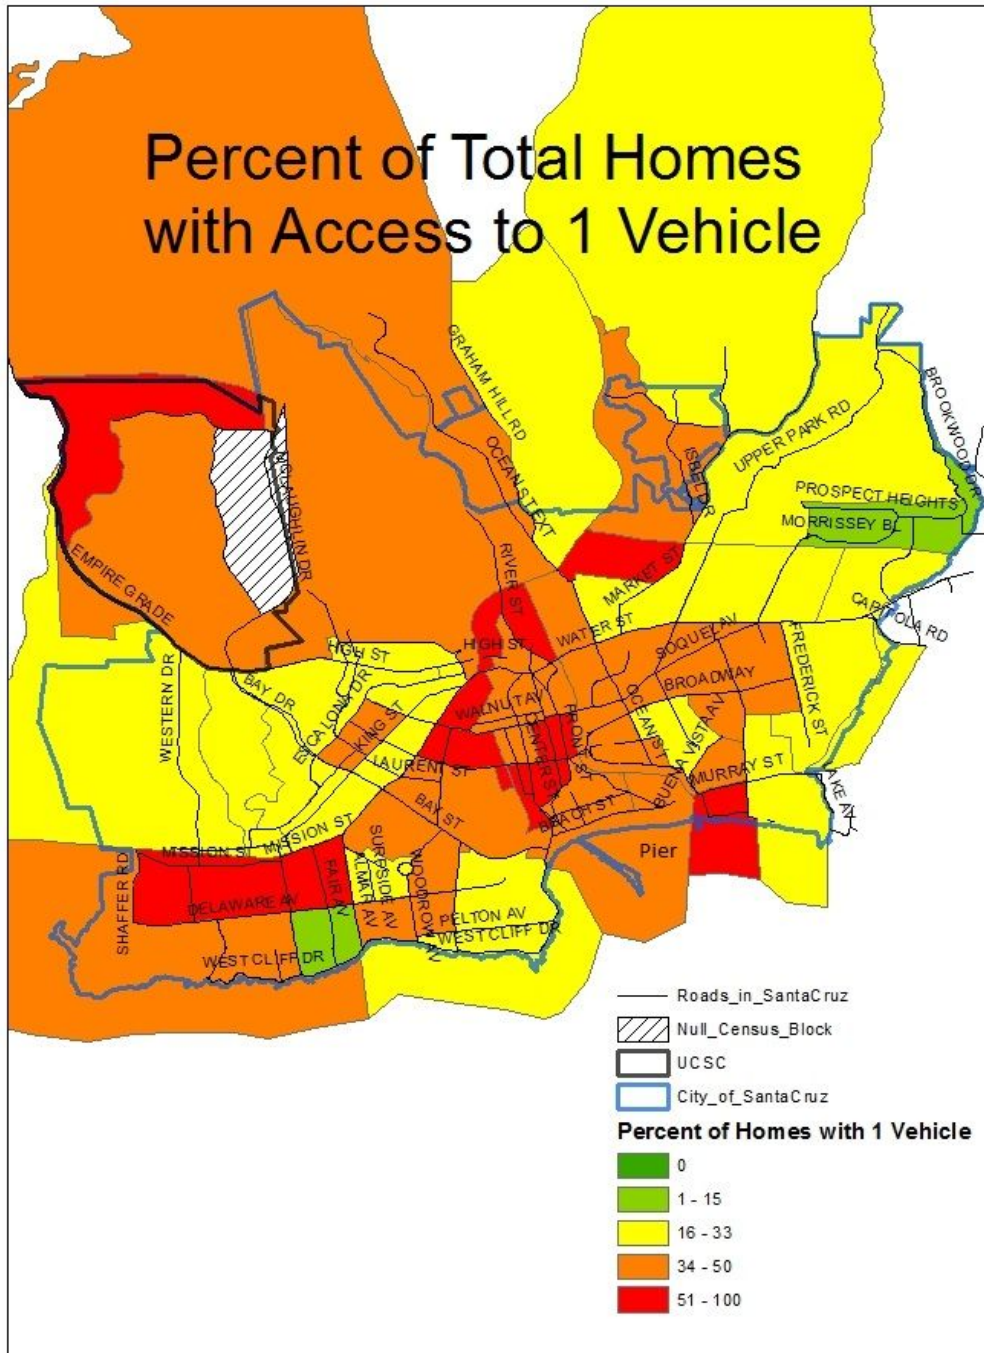 Percent of Total Homes
with Access to 1 Vehicle
GRAHAM HILL RD
BROOKWOOD DR
UPPER PARK RD
OCEAN ST EXT
ISBEL DR
PROSPECT HEIGHTS
MORRISSEY BL
MCLAUGHLIN DR
EMPIRE GRADE
RIVER ST
MARKET ST
CAPITOLA RD
HIGH ST
HIGH ST
WATER ST
SOQUEL AV
FREDERICK ST
BAY DR
WESTERN DR
ESCALONA DR
KING ST
WALNUT AV
BROADWAY
CENTER ST
FRONT ST
OCEAN ST
BUENA VISTA AV
LAURENT ST
MURRAY ST
LAKE AV
BAY ST
BEACH ST
MISSION ST
MISSION ST
Pier
SHAFFER RD
FAIR AV
ALMAR AV
SURFSIDE AV
WOODROW AV
DELAWARE AV
PELTON AV
WEST CLIFF DR
WEST CLIFF DR
Roads_in_SantaCruz
Null_Census_Block
UCSC
City_of_SantaCruz
Percent of Homes with 1 Vehicle
0
1 - 15
16 - 33
34 - 50
51 - 100